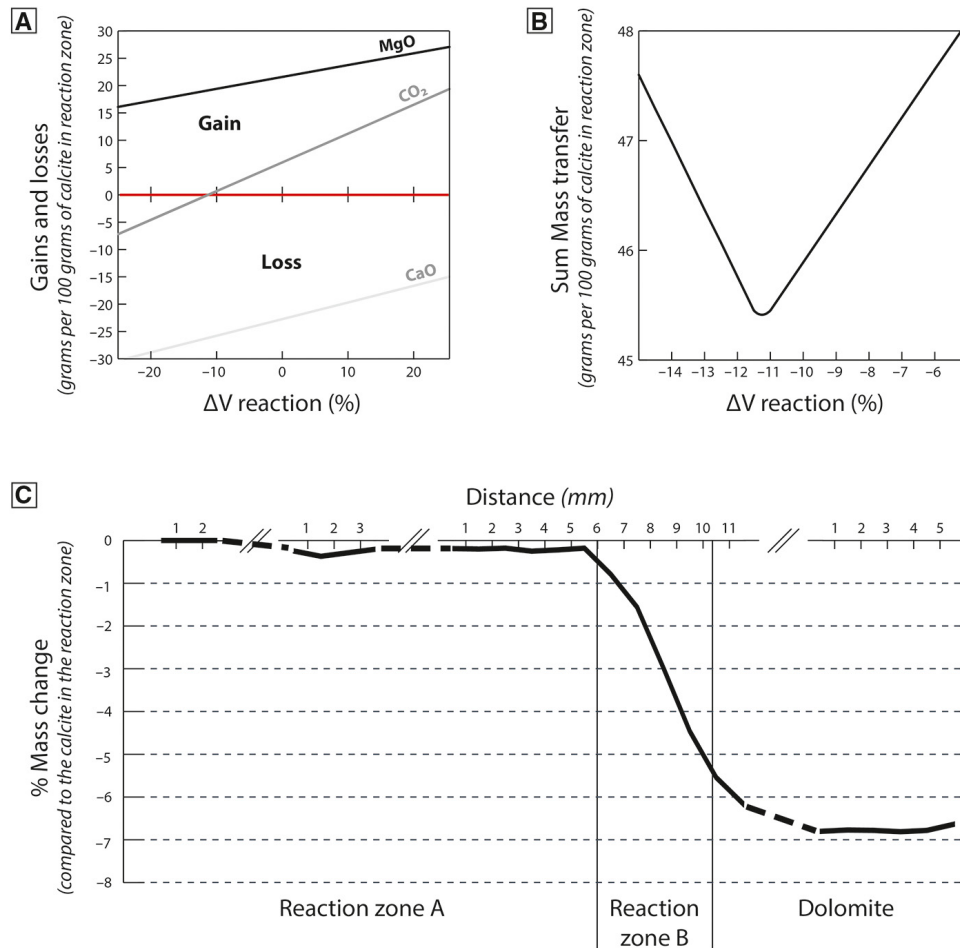 A
Gains and losses
(grams per 100 grams of calcite in reaction zone)
30
25
20
15
10
5
0
−5
−10
−15
−20
−25
−30
MgO
CO₂
Gain
Loss
CaO
−20 −10 0 10 20
ΔV reaction (%)
B
Sum Mass transfer
(grams per 100 grams of calcite in reaction zone)
48
47
46
45
−14 −13 −12 −11 −10 −9 −8 −7 −6
ΔV reaction (%)
C
Distance (mm)
1 2 1 2 3 1 2 3 4 5 6 7 8 9 10 11 1 2 3 4 5
% Mass change
(compared to the calcite in the reaction zone)
0
−1
−2
−3
−4
−5
−6
−7
−8
Reaction zone A
Reaction
zone B
Dolomite